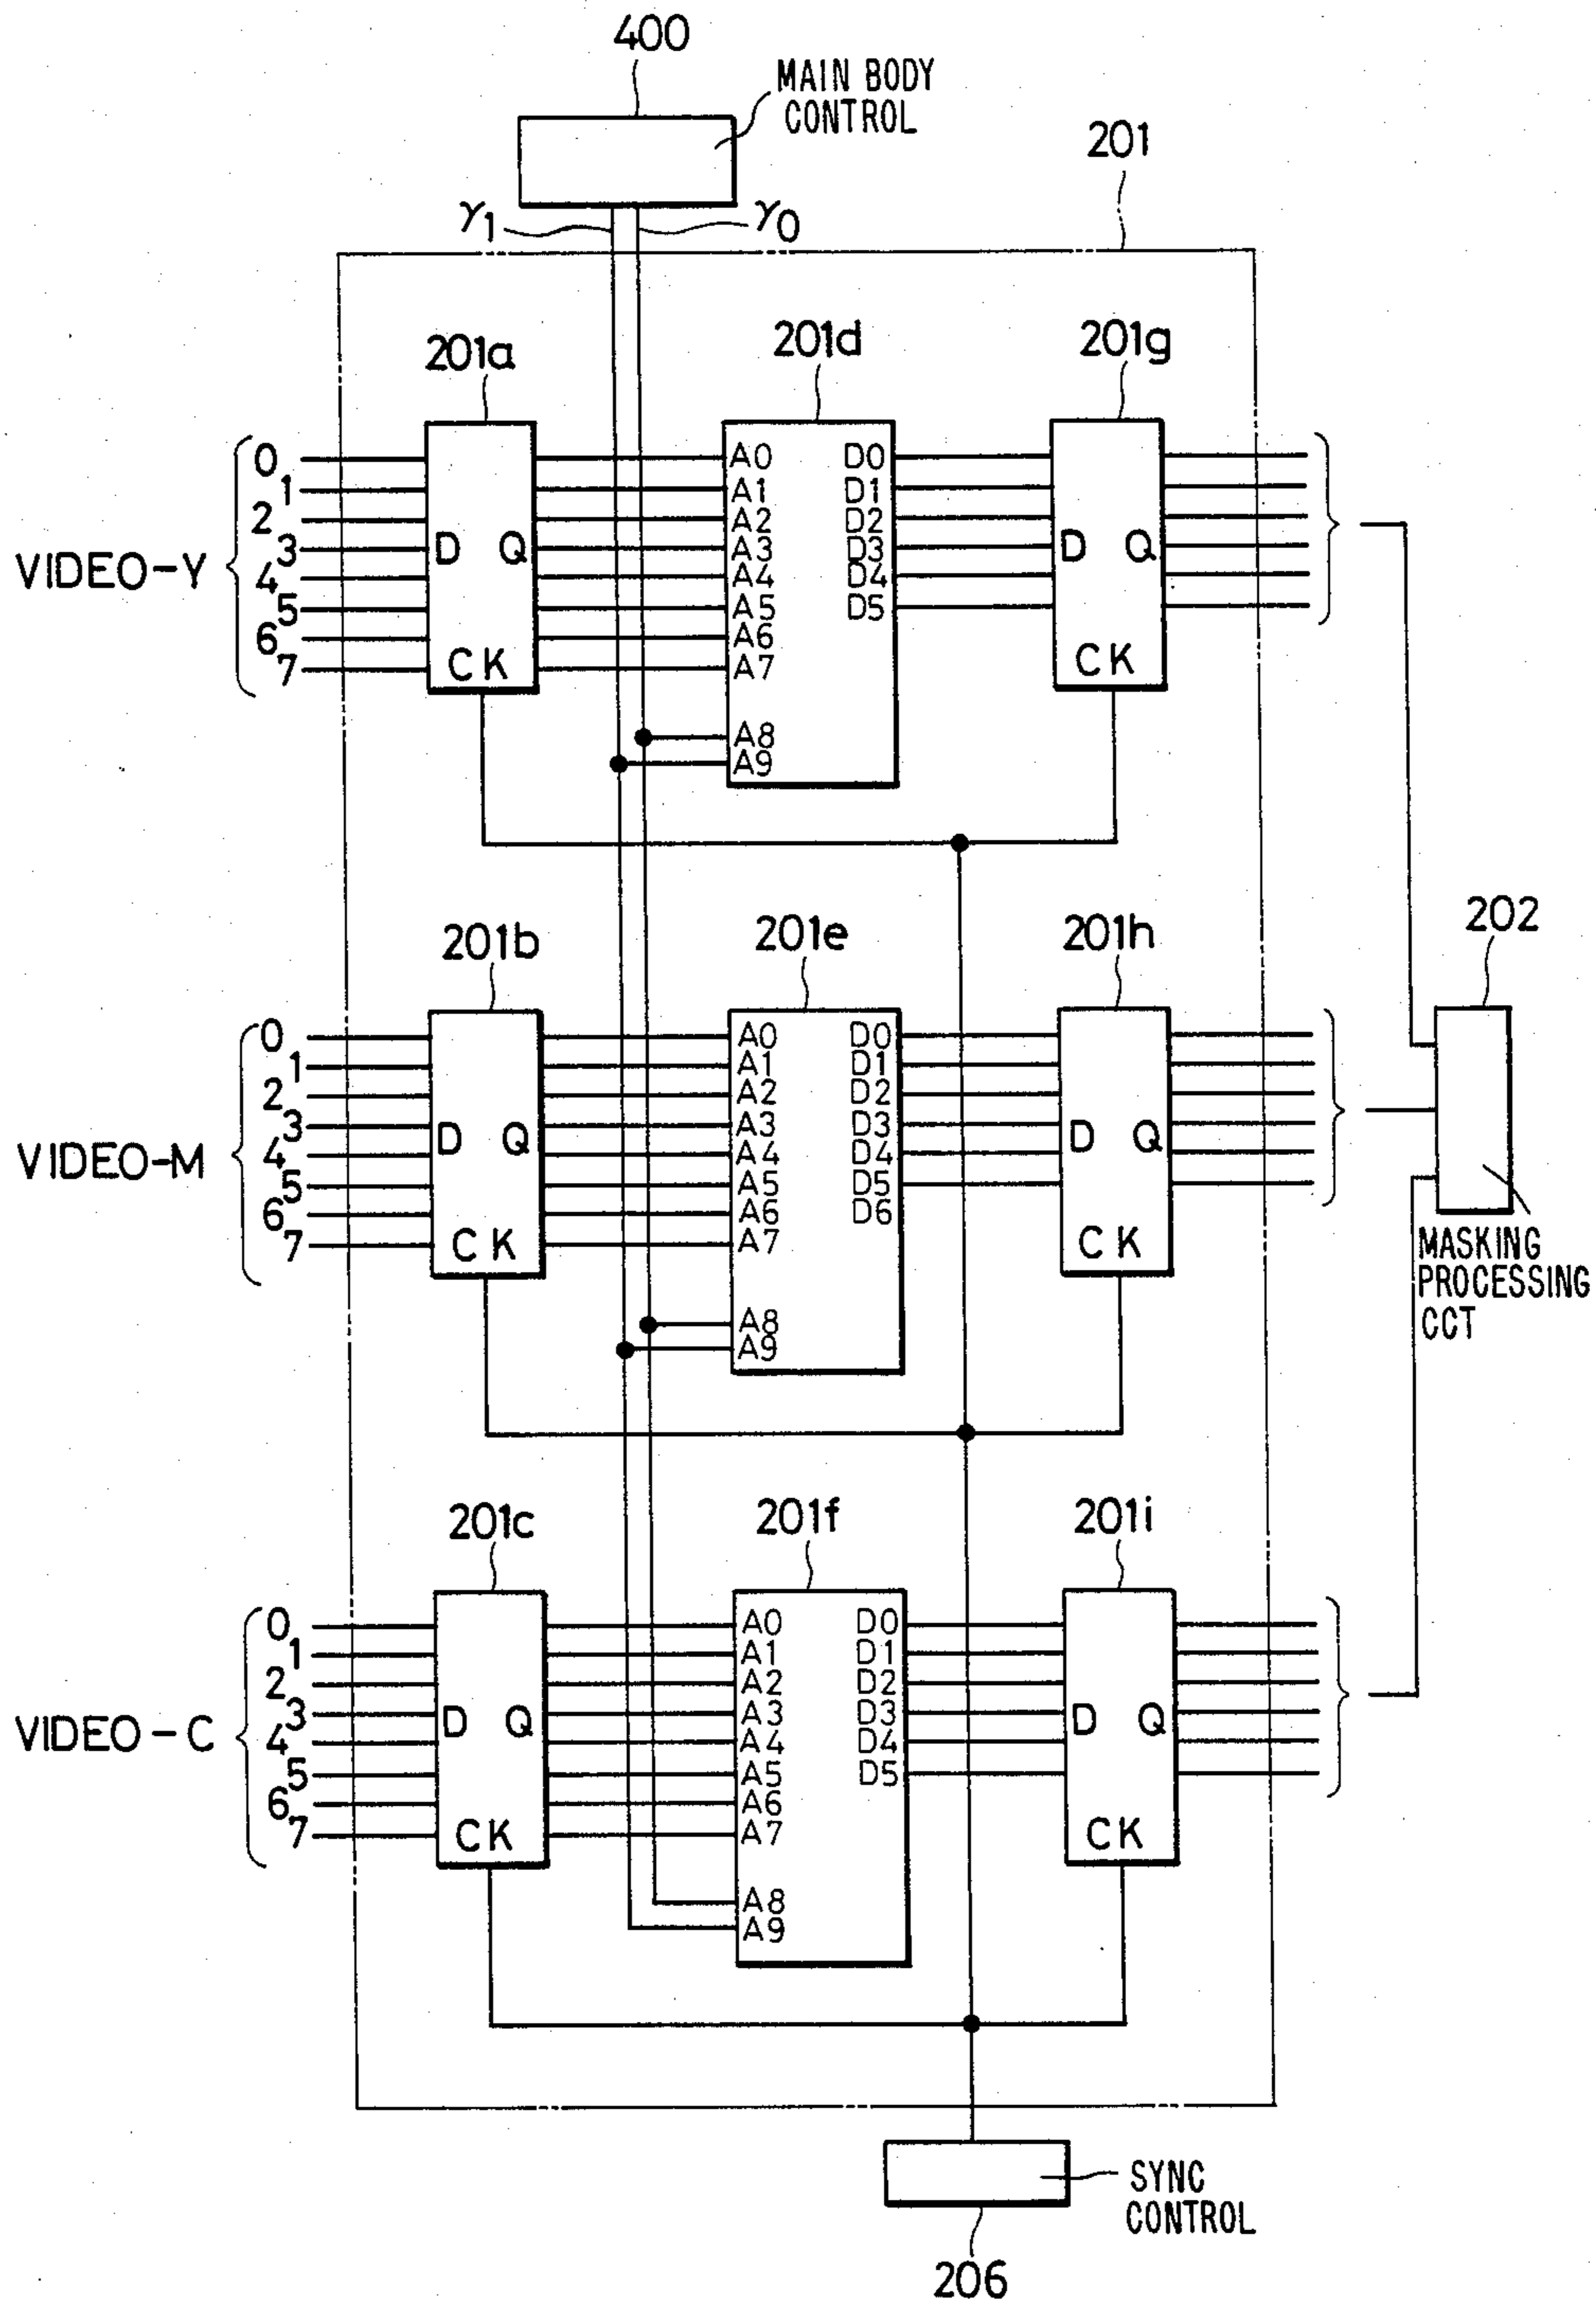 400
MAIN BODY
CONTROL
201
γ1
γ0
201a
201d
201g
VIDEO-Y
0
1
2
3
4
5
6
7
D Q
CK
A0 D0
A1 D1
A2 D2
A3 D3
A4 D4
A5 D5
A6
A7
A8
A9
D Q
CK
201b
201e
201h
202
VIDEO-M
0
1
2
3
4
5
6
7
D Q
CK
A0 D0
A1 D1
A2 D2
A3 D3
A4 D4
A5 D5
A6 D6
A7
A8
A9
D Q
CK
MASKING
PROCESSING
CCT
201c
201f
201i
VIDEO-C
0
1
2
3
4
5
6
7
D Q
CK
A0 D0
A1 D1
A2 D2
A3 D3
A4 D4
A5 D5
A6
A7
A8
A9
D Q
CK
SYNC
CONTROL
206